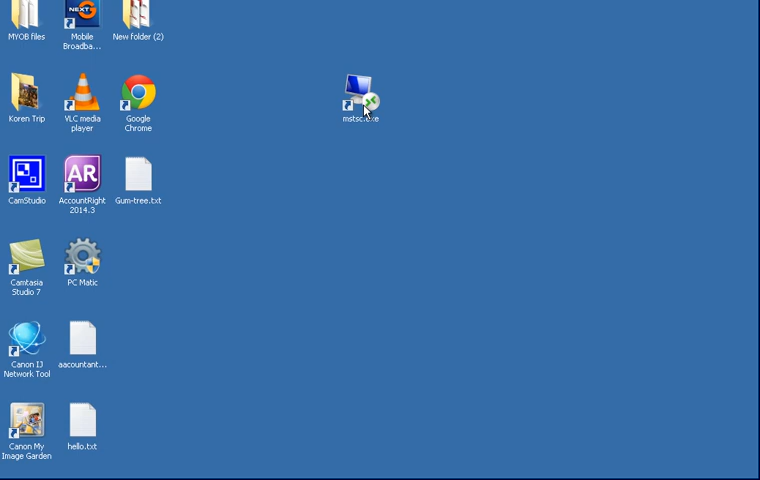 MYOB files
Mobile
Broadba...
New folder (2)
NEXT
Koren Trip
VLC media
player
Google
Chrome
mstsc.exe
CamStudio
AR
AccountRight
2014.3
Gum-tree.txt
Camtasia
Studio 7
PC Matic
Canon IJ
Network Tool
aacountant...
Canon My
Image Garden
hello.txt